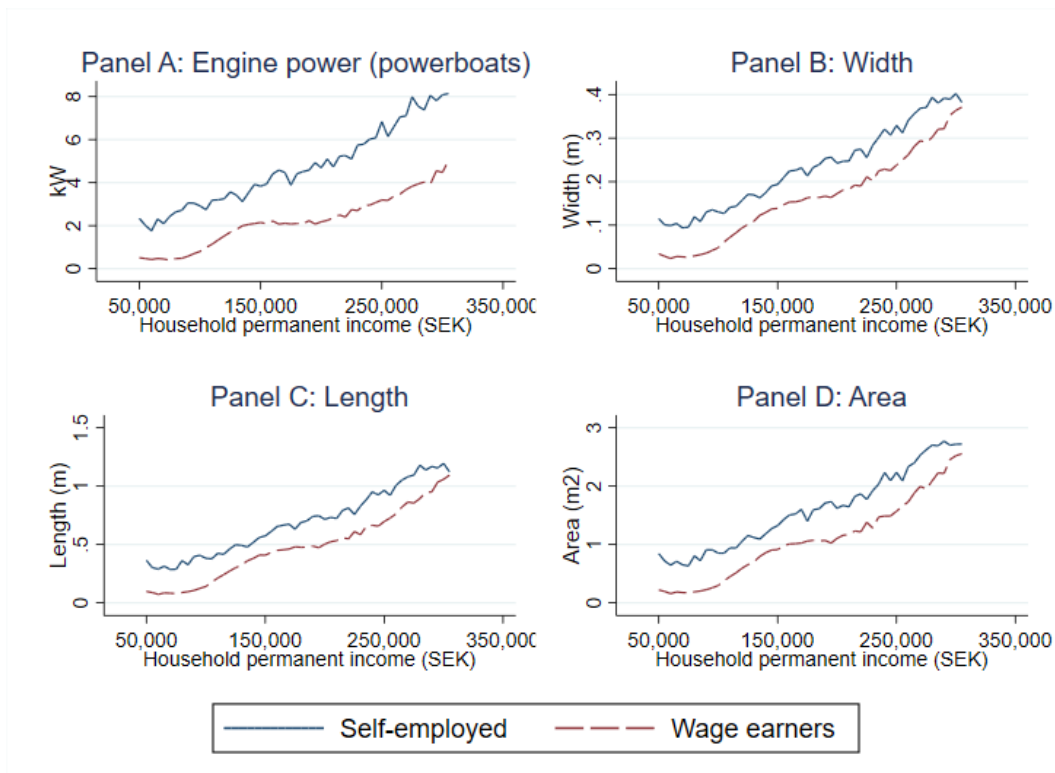 Panel A: Engine power (powerboats)
kW
8
6
4
2
0
50,000 150,000 250,000 350,000
Household permanent income (SEK)
Panel B: Width
Width (m)
.4
.3
.2
.1
0
50,000 150,000 250,000 350,000
Household permanent income (SEK)
Panel C: Length
Length (m)
1.5
1
.5
0
50,000 150,000 250,000 350,000
Household permanent income (SEK)
Panel D: Area
Area (m2)
3
2
1
0
50,000 150,000 250,000 350,000
Household permanent income (SEK)
Self-employed Wage earners